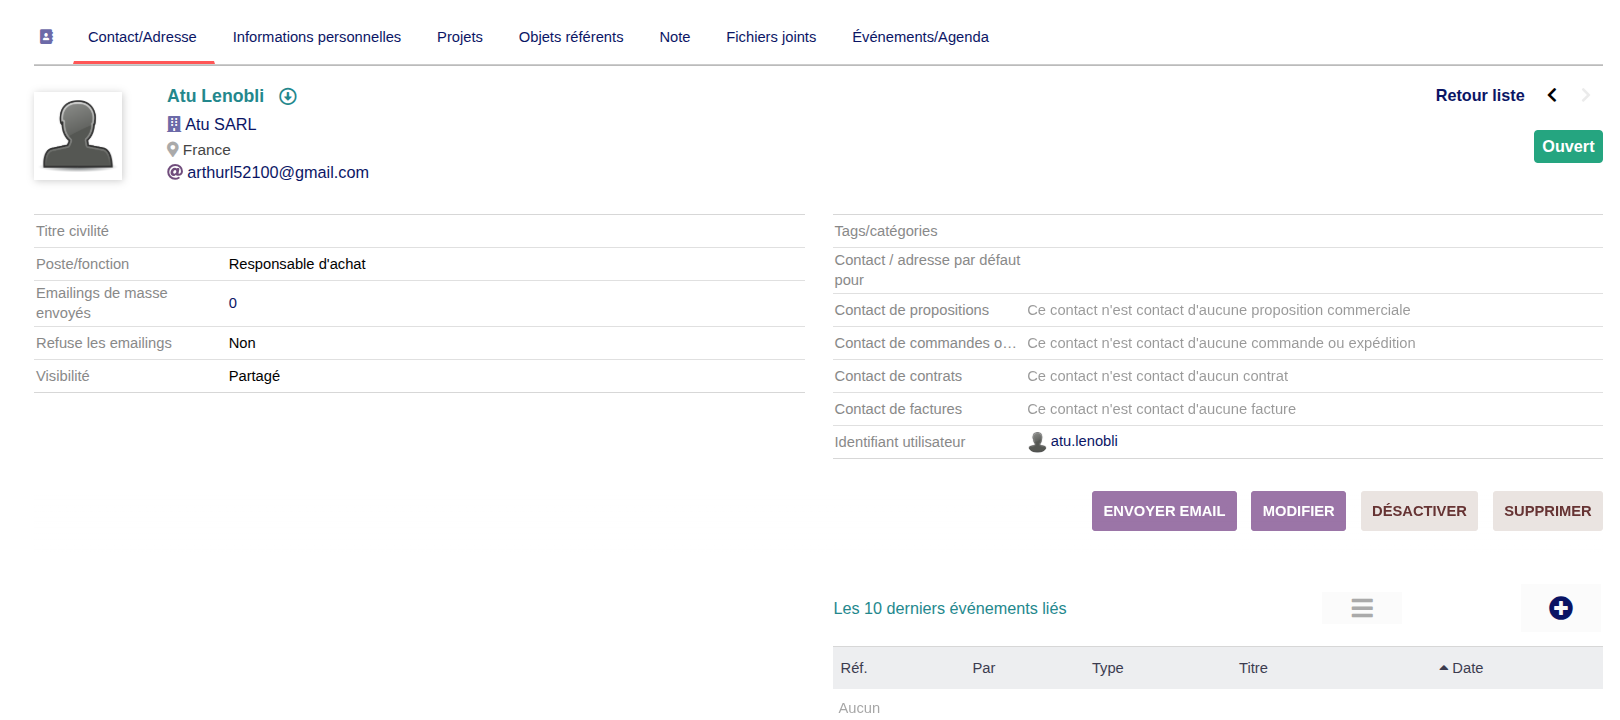 Contact/Adresse Informations personnelles Projets Objets référents Note Fichiers joints Événements/Agenda
Atu Lenobli
Retour liste
Atu SARL
France
Ouvert
arthurl52100@gmail.com
Titre civilité
Poste/fonction Responsable d'achat
Emailings de masse
envoyés 0
Refuse les emailings Non
Visibilité Partagé
Tags/catégories
Contact / adresse par défaut
pour
Contact de propositions Ce contact n'est contact d'aucune proposition commerciale
Contact de commandes o… Ce contact n'est contact d'aucune commande ou expédition
Contact de contrats Ce contact n'est contact d'aucun contrat
Contact de factures Ce contact n'est contact d'aucune facture
Identifiant utilisateur atu.lenobli
ENVOYER EMAIL MODIFIER DÉSACTIVER SUPPRIMER
Les 10 derniers événements liés
Réf. Par Type Titre Date
Aucun